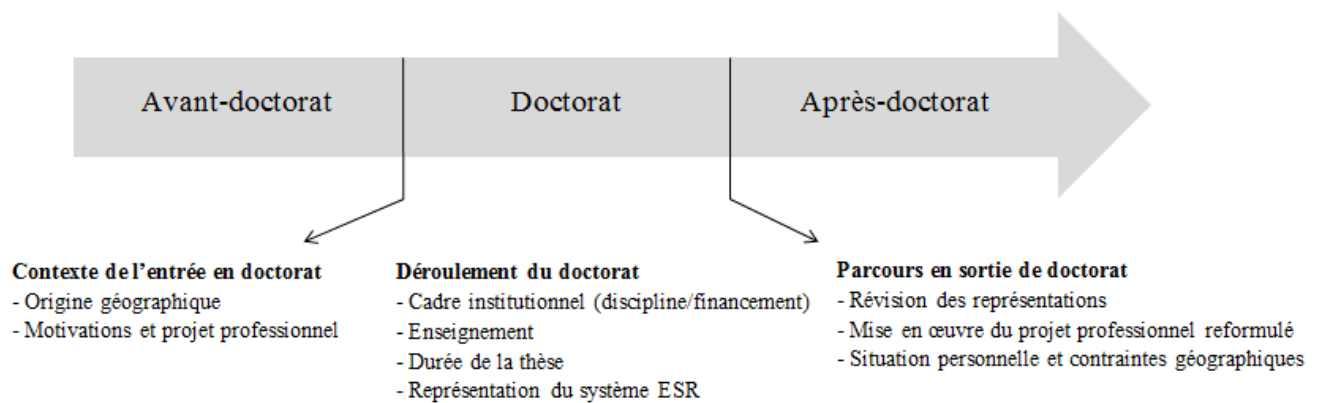 Avant-doctorat
Doctorat
Après-doctorat
Contexte de l'entrée en doctorat
- Origine géographique
- Motivations et projet professionnel
Déroulement du doctorat
- Cadre institutionnel (discipline/financement)
- Enseignement
- Durée de la thèse
- Représentation du système ESR
Parcours en sortie de doctorat
- Révision des représentations
- Mise en œuvre du projet professionnel reformulé
- Situation personnelle et contraintes géographiques